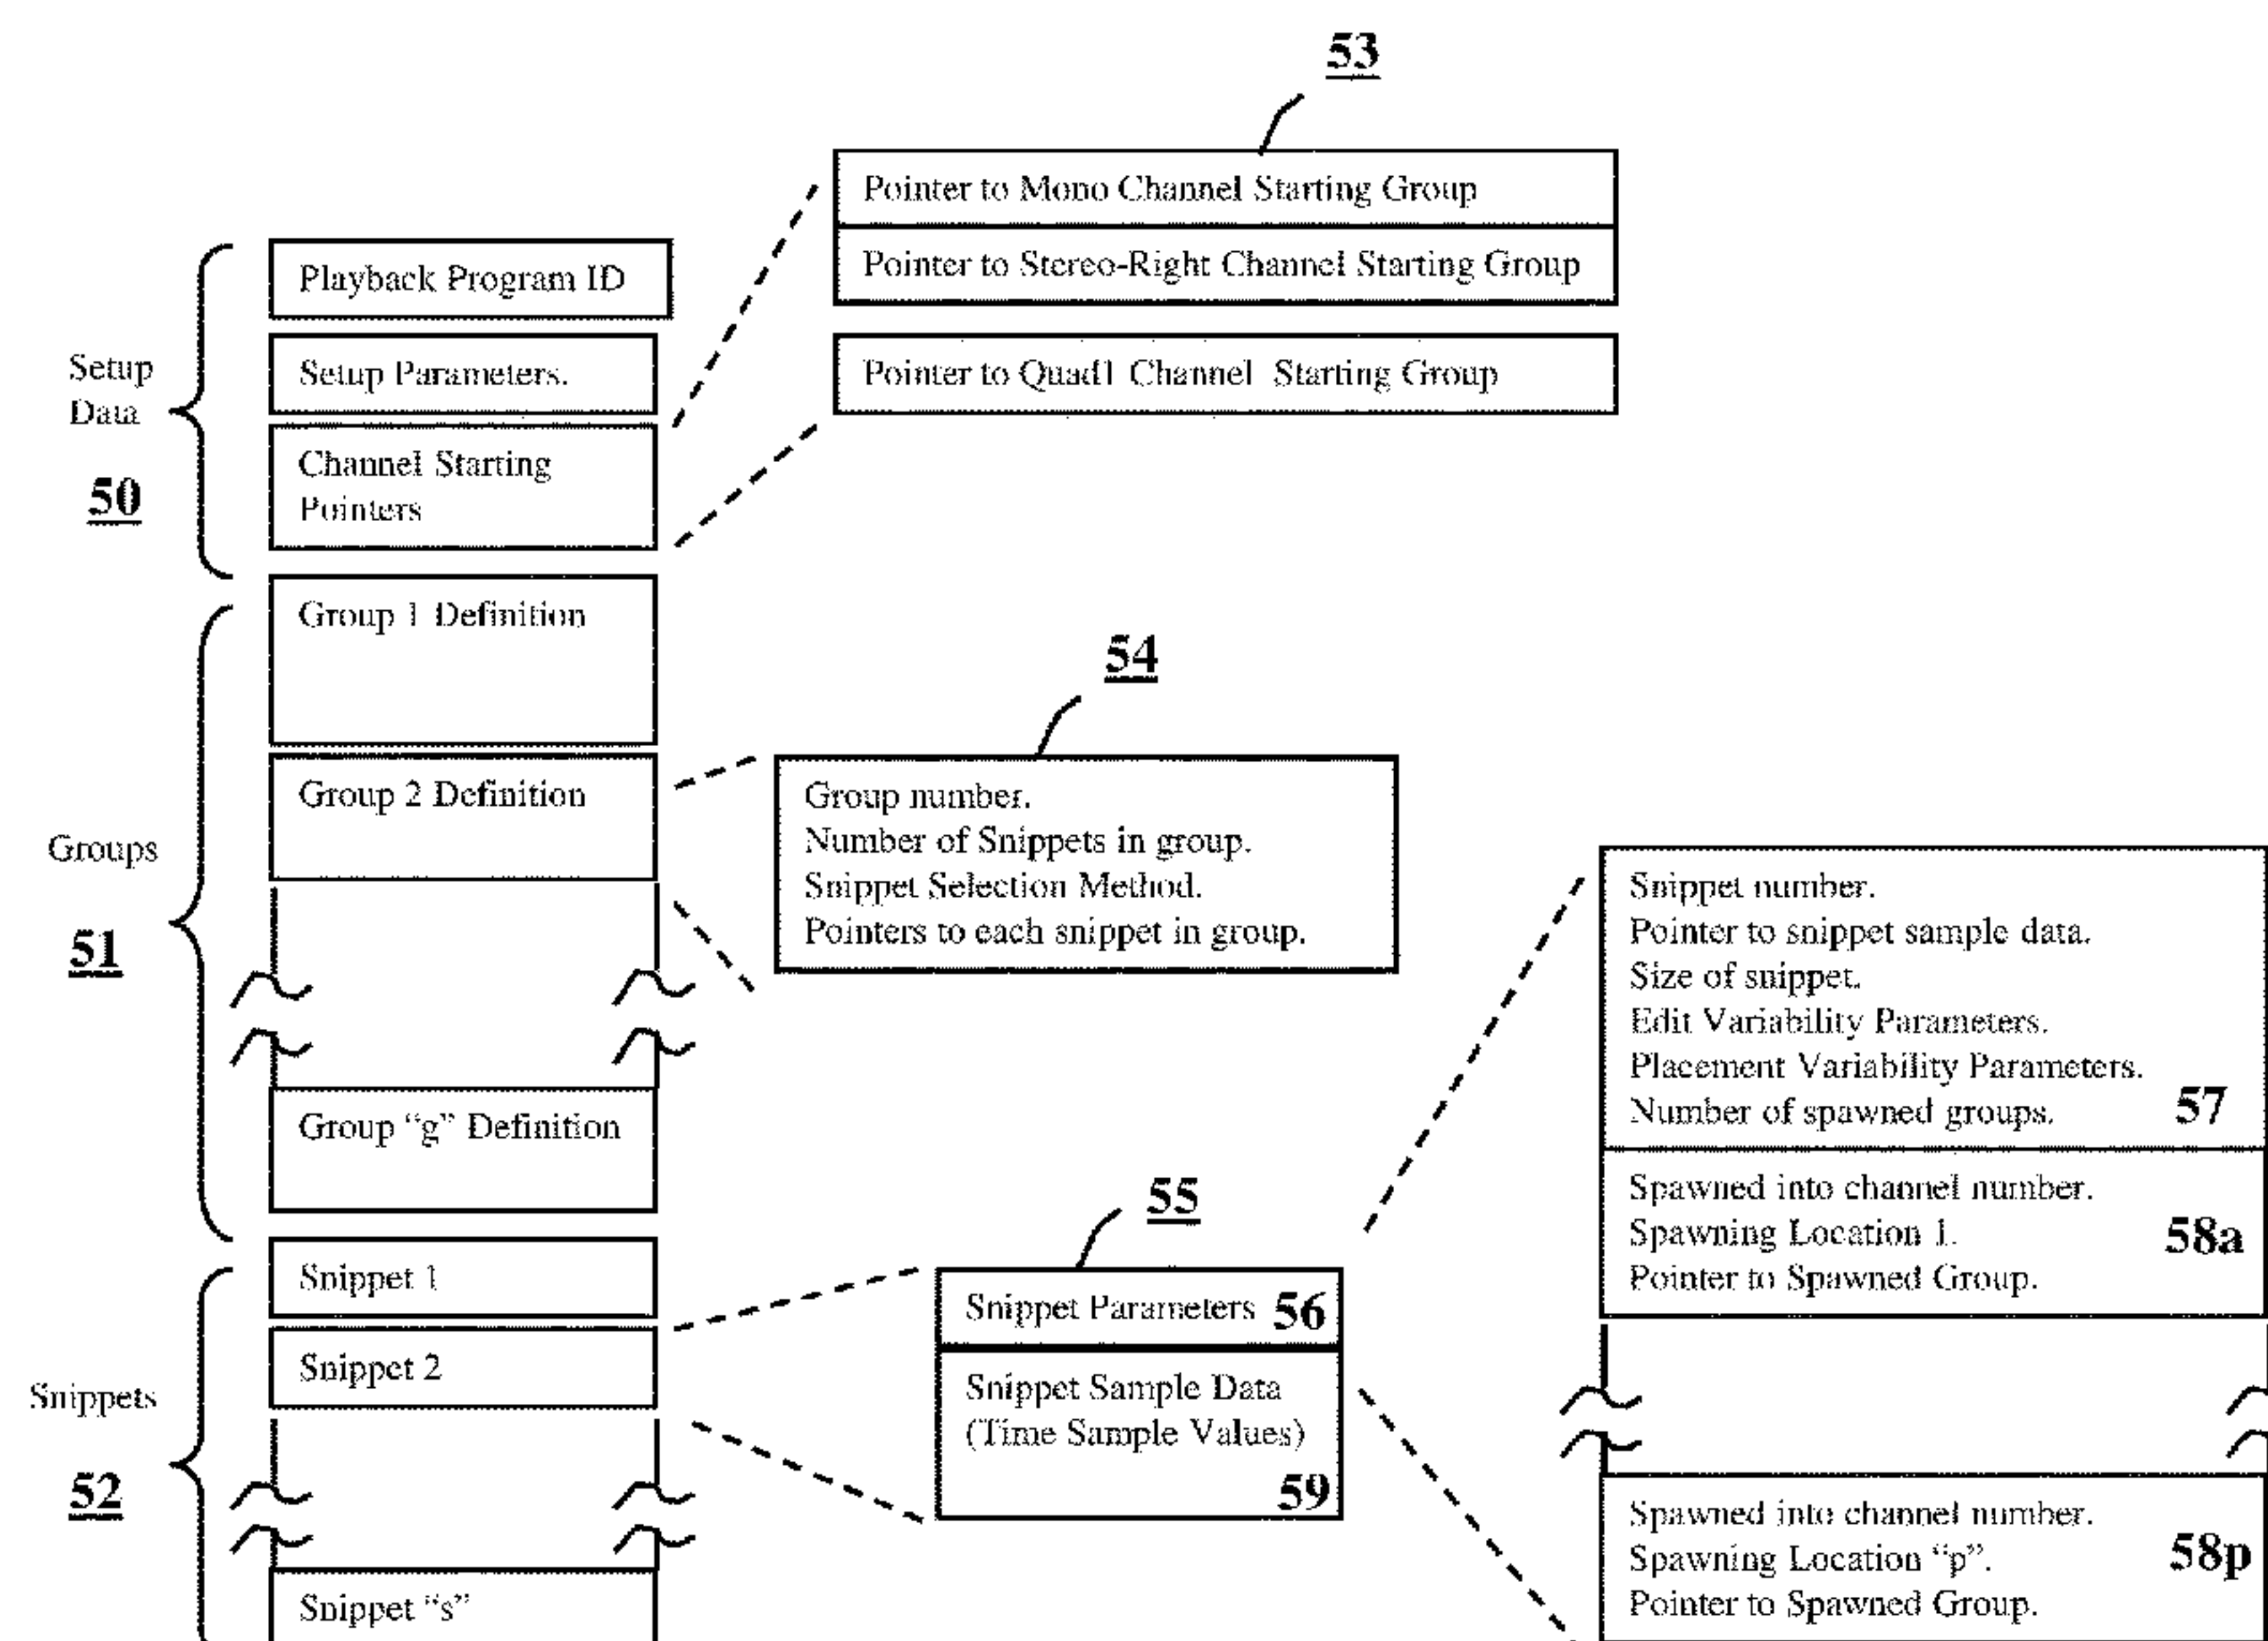 53
Pointer to Mono Channel Starting Group
Pointer to Stereo-Right Channel Starting Group
Pointer to Quad1 Channel Starting Group
Setup
Data
50
Playback Program ID
Setup Parameters.
Channel Starting
Pointers
Groups
51
Group 1 Definition
Group 2 Definition
Group “g” Definition
54
Group number.
Number of Snippets in group.
Snippet Selection Method.
Pointers to each snippet in group.
Snippets
52
Snippet 1
Snippet 2
Snippet “s”
55
Snippet Parameters 56
Snippet Sample Data
(Time Sample Values)
59
Snippet number.
Pointer to snippet sample data.
Size of snippet.
Edit Variability Parameters.
Placement Variability Parameters.
Number of spawned groups. 57
Spawned into channel number.
Spawning Location 1. 58a
Pointer to Spawned Group.
Spawned into channel number.
Spawning Location “p”. 58p
Pointer to Spawned Group.